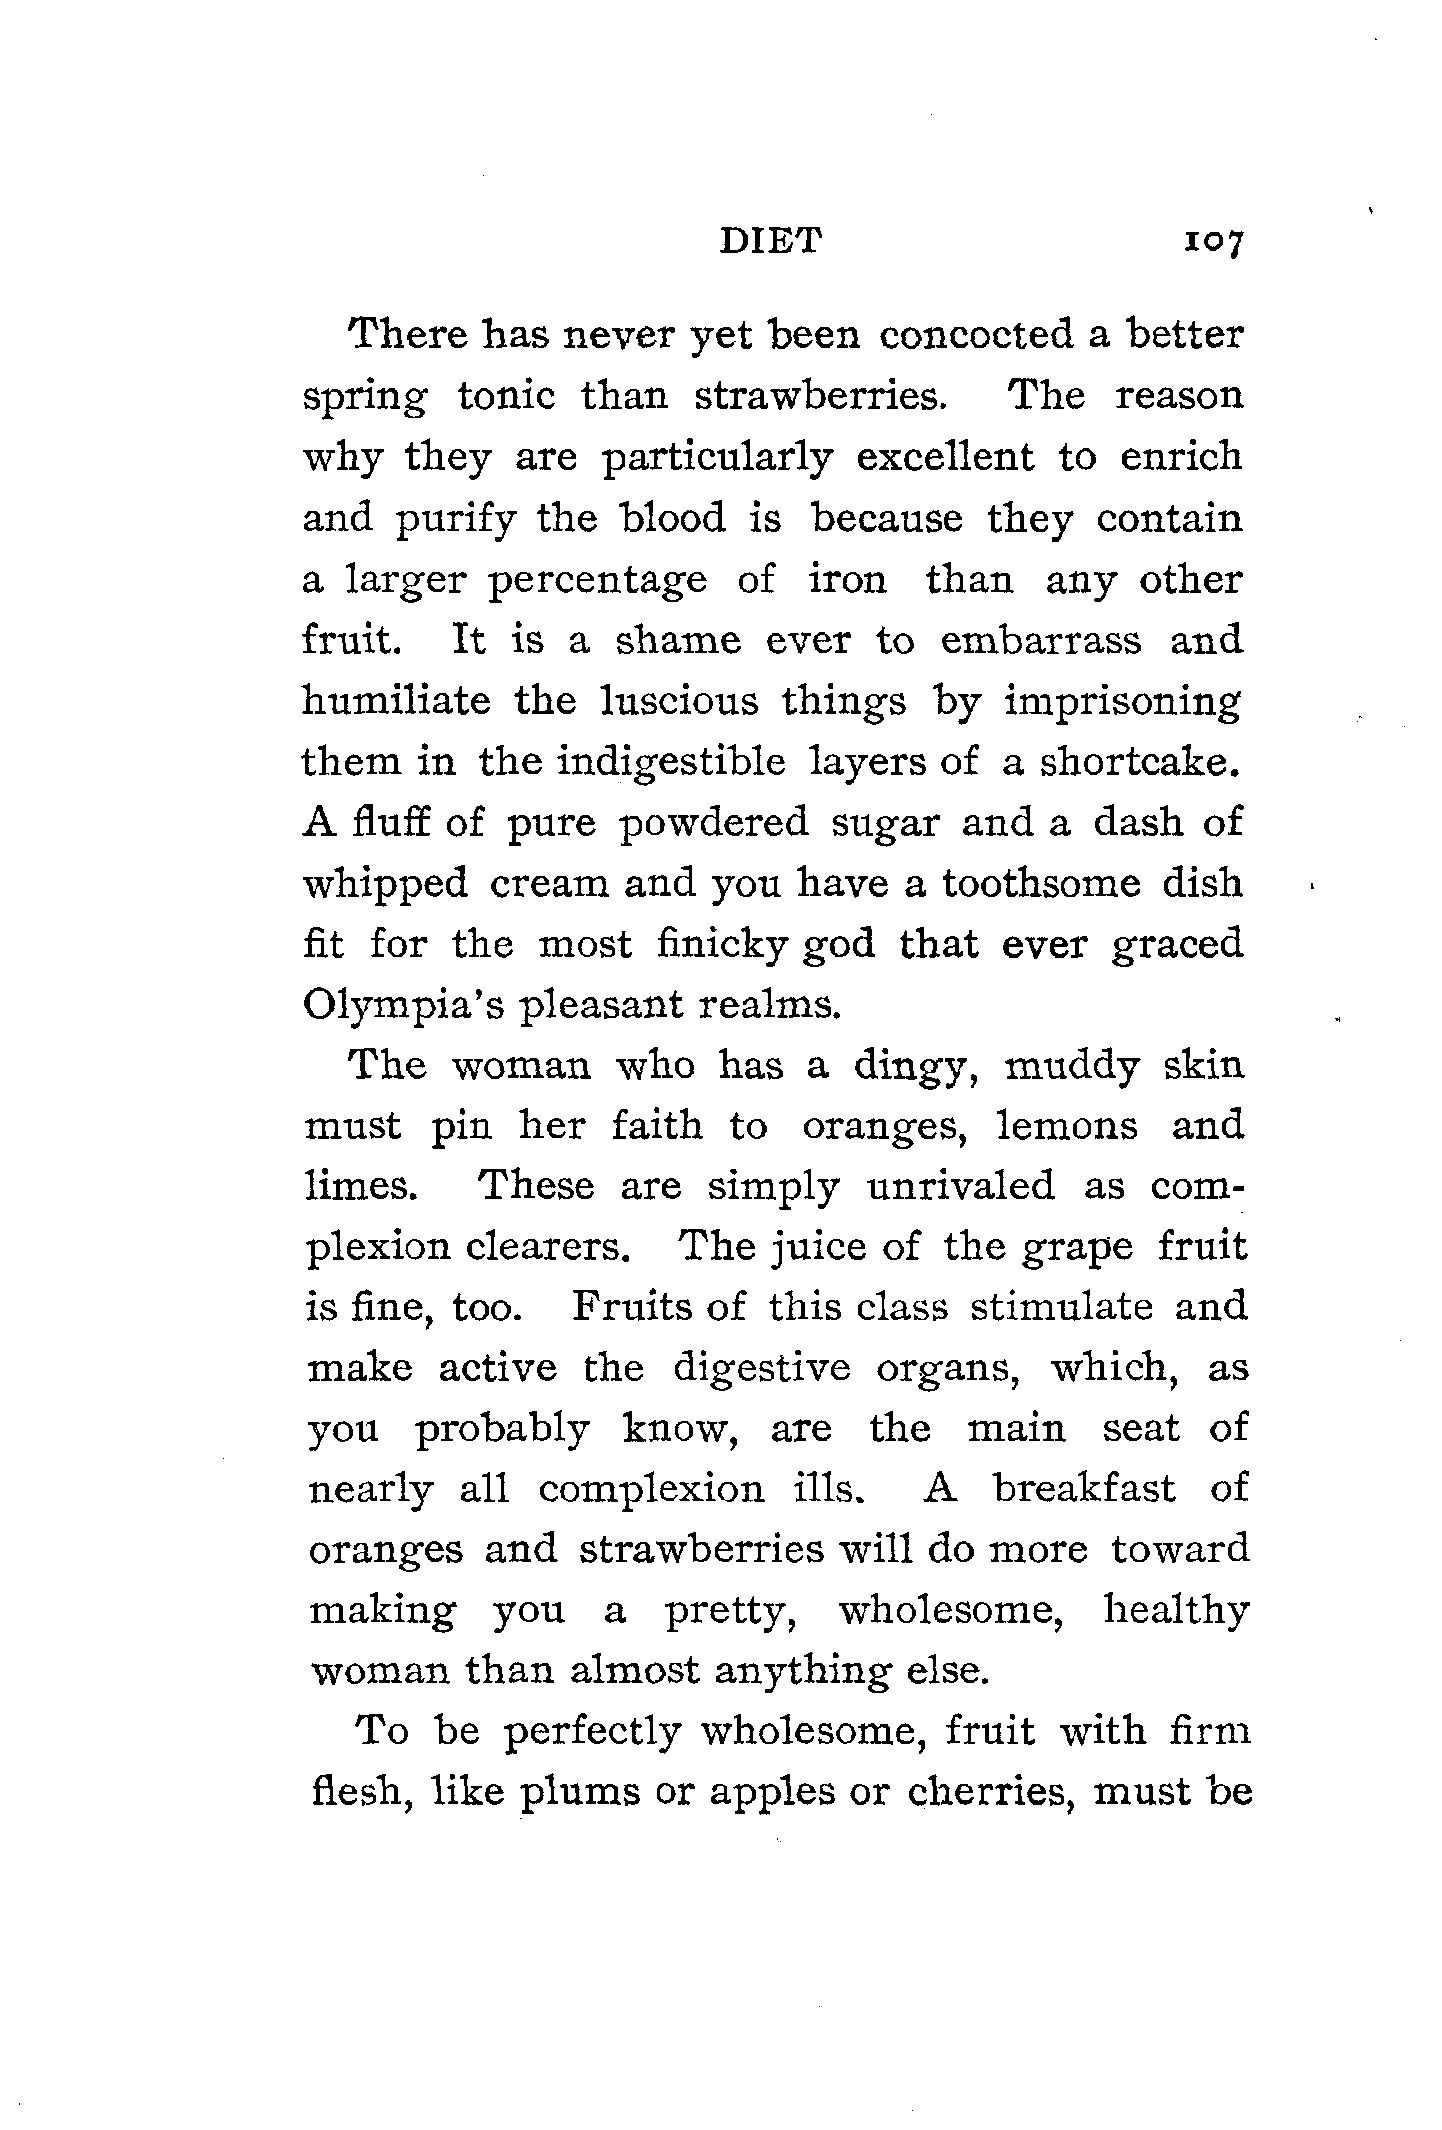 DIET 107
There has never yet been concocted a better
spring tonic than strawberries. The reason
why they are particularly excellent to enrich
and purify the blood is because they contain
a larger percentage of iron than any other
fruit. It is a shame ever to embarrass and
humiliate the luscious things by imprisoning
them in the indigestible layers of a shortcake.
A fluff of pure powdered sugar and a dash of
whipped cream and you have a toothsome dish
fit for the most finicky god that ever graced
Olympia's pleasant realms.
The woman who has a dingy, muddy skin
must pin her faith to oranges, lemons and
limes. These are simply unrivaled as com-
plexion clearers. The juice of the grape fruit
is fine, too. Fruits of this class stimulate and
make active the digestive organs, which, as
you probably know, are the main seat of
nearly all complexion ills. A breakfast of
oranges and strawberries will do more toward
making you a pretty, wholesome, healthy
woman than almost anything else.
To be perfectly wholesome, fruit with firm
flesh, like plums or apples or cherries, must be